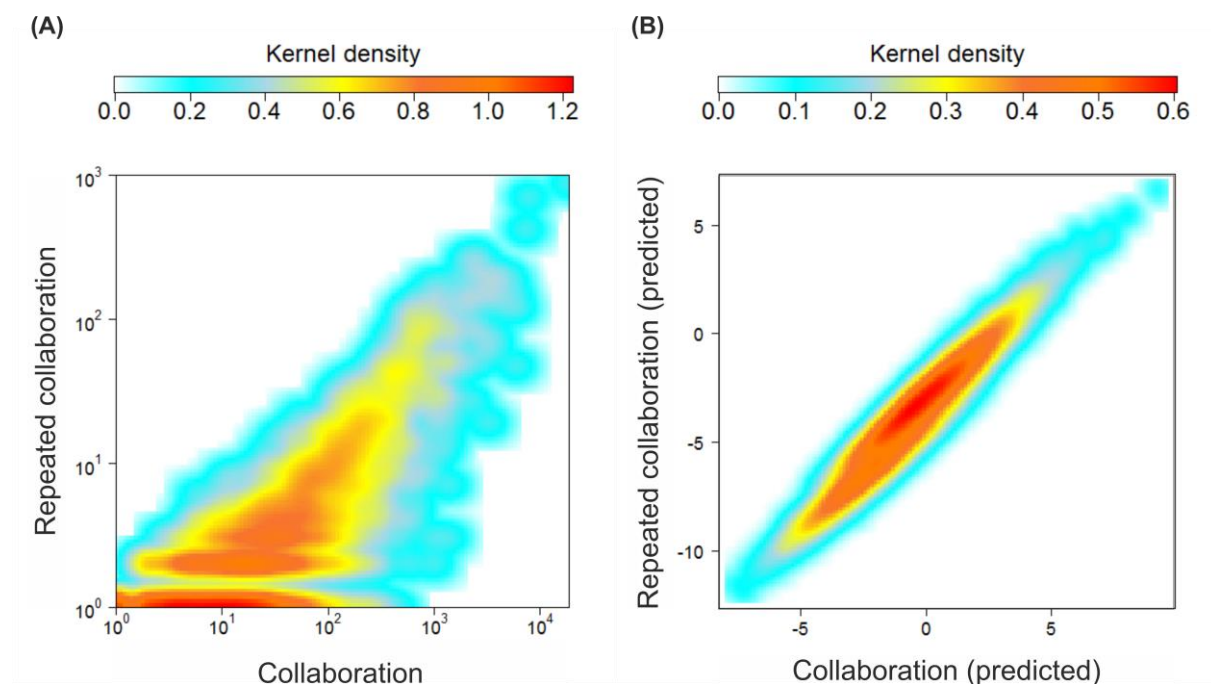 (A)
Kernel density
0.0 0.2 0.4 0.6 0.8 1.0 1.2
10³
10²
10¹
10⁰
Repeated collaboration
10⁰ 10¹ 10² 10³ 10⁴
Collaboration
(B)
Kernel density
0.0 0.1 0.2 0.3 0.4 0.5 0.6
5
0
-5
-10
Repeated collaboration (predicted)
-5 0 5
Collaboration (predicted)